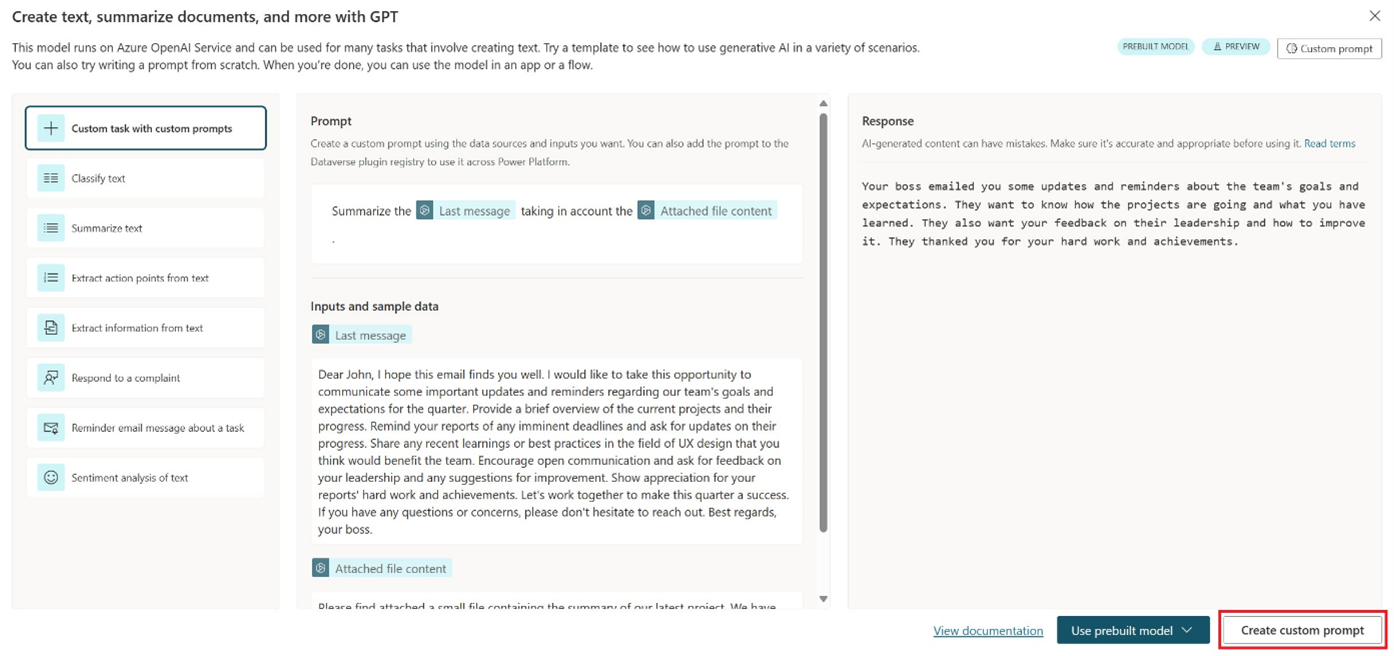 Create text, summarize documents, and more with GPT
This model runs on Azure OpenAI Service and can be used for many tasks that involve creating text. Try a template to see how to use generative AI in a variety of scenarios.
You can also try writing a prompt from scratch. When you're done, you can use the model in an app or a flow.
PREBUILT MODEL
PREVIEW
Custom prompt
Custom task with custom prompts
Classify text
Summarize text
Extract action points from text
Extract information from text
Respond to a complaint
Reminder email message about a task
Sentiment analysis of text
Prompt
Create a custom prompt using the data sources and inputs you want. You can also add the prompt to the
Dataverse plugin registry to use it across Power Platform.
Summarize the Last message taking in account the Attached file content
.
Inputs and sample data
Last message
Dear John, I hope this email finds you well. I would like to take this opportunity to
communicate some important updates and reminders regarding our team's goals and
expectations for the quarter. Provide a brief overview of the current projects and their
progress. Remind your reports of any imminent deadlines and ask for updates on their
progress. Share any recent learnings or best practices in the field of UX design that you
think would benefit the team. Encourage open communication and ask for feedback on
your leadership and any suggestions for improvement. Show appreciation for your
reports' hard work and achievements. Let's work together to make this quarter a success.
If you have any questions or concerns, please don't hesitate to reach out. Best regards,
your boss.
Attached file content
Please find attached a small file containing the summary of our latest project. We have
Response
AI-generated content can have mistakes. Make sure it's accurate and appropriate before using it. Read terms
Your boss emailed you some updates and reminders about the team's goals and
expectations. They want to know how the projects are going and what you have
learned. They also want your feedback on their leadership and how to improve
it. They thanked you for your hard work and achievements.
View documentation
Use prebuilt model
Create custom prompt